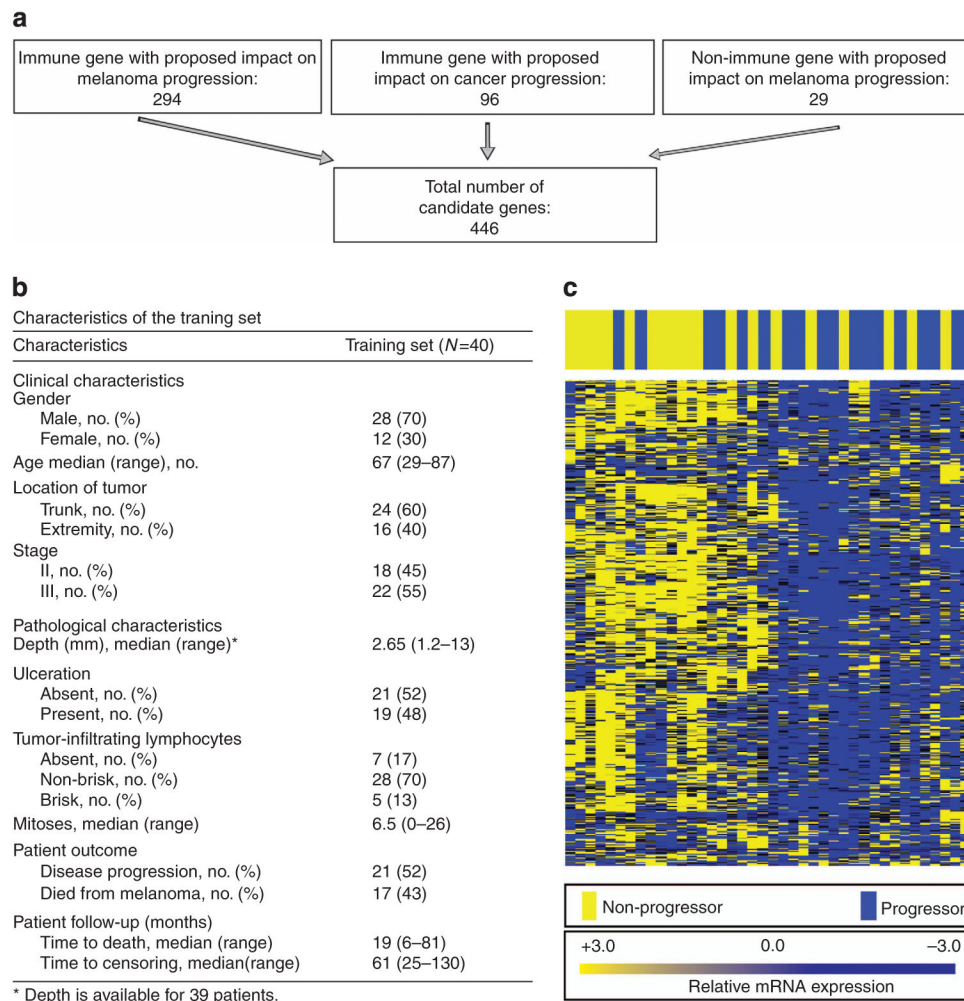 a
Immune gene with proposed impact on
melanoma progression:
294
Immune gene with proposed
impact on cancer progression:
96
Non-immune gene with proposed
impact on melanoma progression:
29
Total number of
candidate genes:
446
b
Characteristics of the traning set
Characteristics Training set (N=40)
Clinical characteristics
Gender
Male, no. (%) 28 (70)
Female, no. (%) 12 (30)
Age median (range), no. 67 (29–87)
Location of tumor
Trunk, no. (%) 24 (60)
Extremity, no. (%) 16 (40)
Stage
II, no. (%) 18 (45)
III, no. (%) 22 (55)
Pathological characteristics
Depth (mm), median (range)* 2.65 (1.2–13)
Ulceration
Absent, no. (%) 21 (52)
Present, no. (%) 19 (48)
Tumor-infiltrating lymphocytes
Absent, no. (%) 7 (17)
Non-brisk, no. (%) 28 (70)
Brisk, no. (%) 5 (13)
Mitoses, median (range) 6.5 (0–26)
Patient outcome
Disease progression, no. (%) 21 (52)
Died from melanoma, no. (%) 17 (43)
Patient follow-up (months)
Time to death, median (range) 19 (6–81)
Time to censoring, median(range) 61 (25–130)
* Depth is available for 39 patients.
c
Non-progressor Progressor
+3.0 0.0 –3.0
Relative mRNA expression